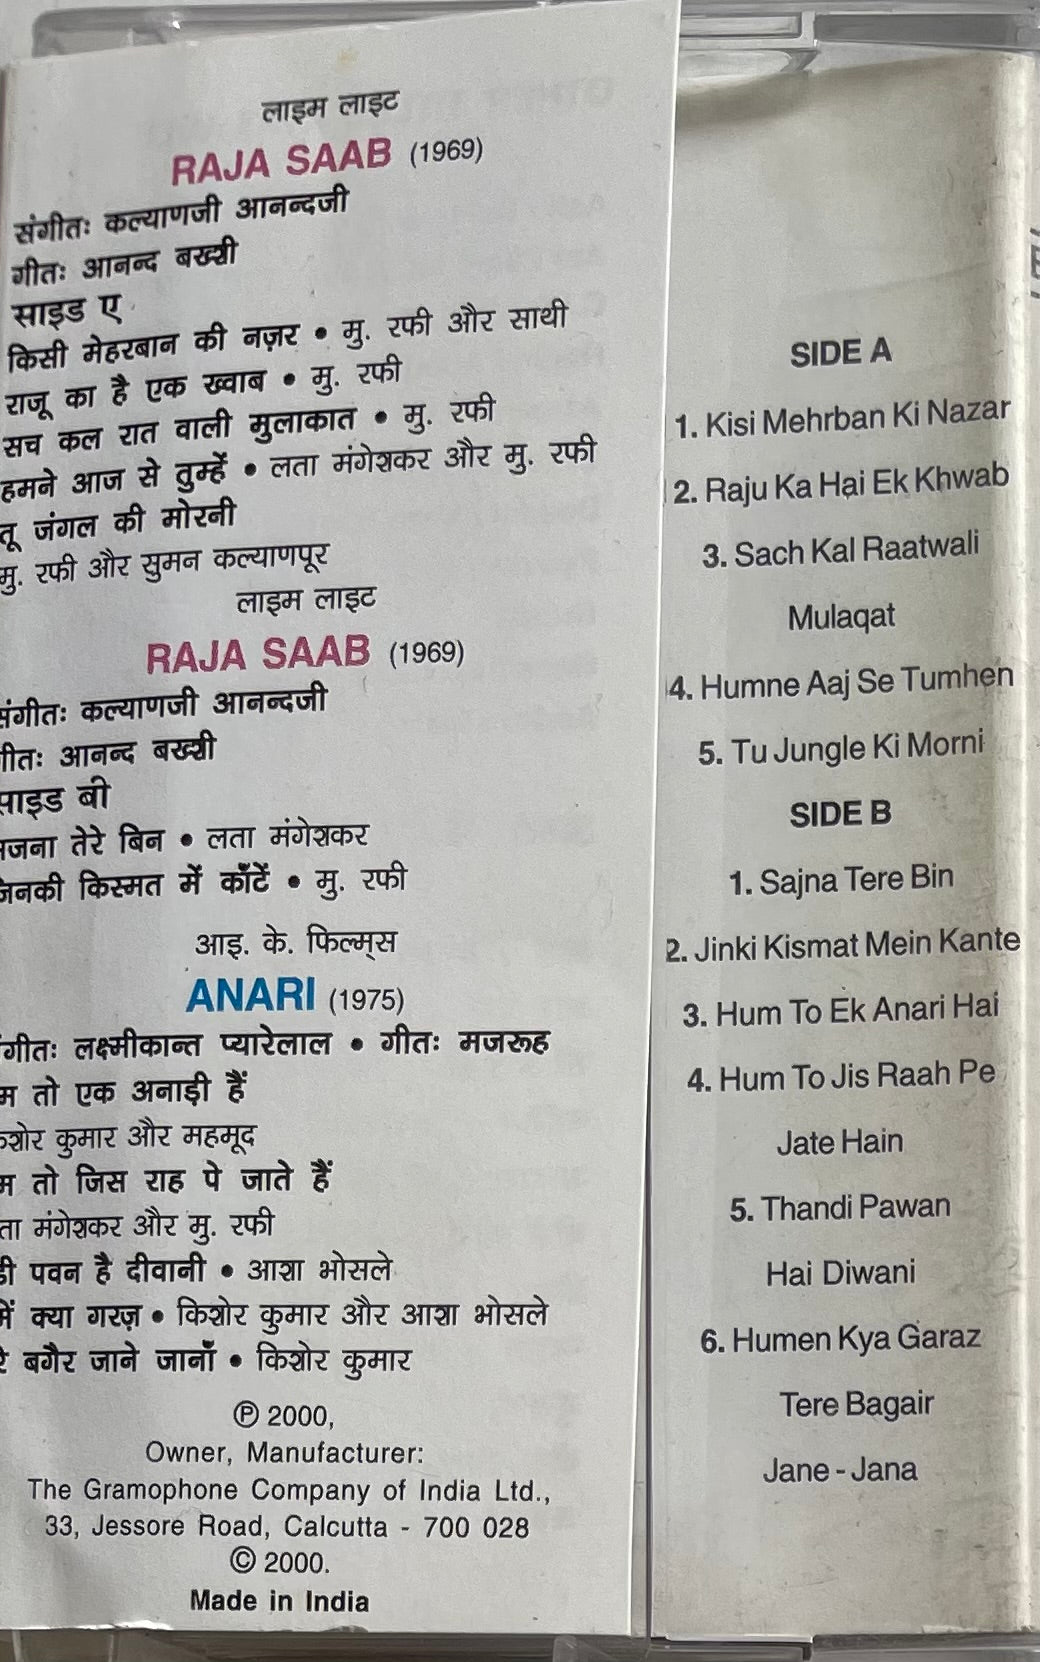 लाइम लाइट
RAJA SAAB (1969)
संगीतः कल्याणजी आनन्दजी
गीतः आनन्द बख्शी
साइड ए
किसी मेहरबान की नज़र • मु. रफी और साथी
राजू का है एक ख्वाब • मु. रफी
सच कल रात वाली मुलाकात • मु. रफी
हमने आज से तुम्हें • लता मंगेशकर और मु. रफी
तू जंगल की मोरनी
मु. रफी और सुमन कल्याणपूर
लाइम लाइट
RAJA SAAB (1969)
संगीतः कल्याणजी आनन्दजी
गीतः आनन्द बख्शी
साइड बी
सजना तेरे बिन • लता मंगेशकर
जिनकी किस्मत में काँटें • मु. रफी
आइ. के. फिल्म्स
ANARI (1975)
संगीतः लक्ष्मीकान्त प्यारेलाल • गीतः मजरूह
म तो एक अनाड़ी हैं
किशोर कुमार और महमूद
म तो जिस राह पे जाते हैं
ता मंगेशकर और मु. रफी
डी पवन है दीवानी • आशा भोसले
में क्या गरज़ • किशोर कुमार और आशा भोसले
रे बगैर जाने जानाँ • किशोर कुमार
℗ 2000,
Owner, Manufacturer:
The Gramophone Company of India Ltd.,
33, Jessore Road, Calcutta - 700 028
© 2000.
Made in India
SIDE A
1. Kisi Mehrban Ki Nazar
2. Raju Ka Hai Ek Khwab
3. Sach Kal Raatwali
Mulaqat
4. Humne Aaj Se Tumhen
5. Tu Jungle Ki Morni
SIDE B
1. Sajna Tere Bin
2. Jinki Kismat Mein Kante
3. Hum To Ek Anari Hai
4. Hum To Jis Raah Pe
Jate Hain
5. Thandi Pawan
Hai Diwani
6. Humen Kya Garaz
Tere Bagair
Jane - Jana